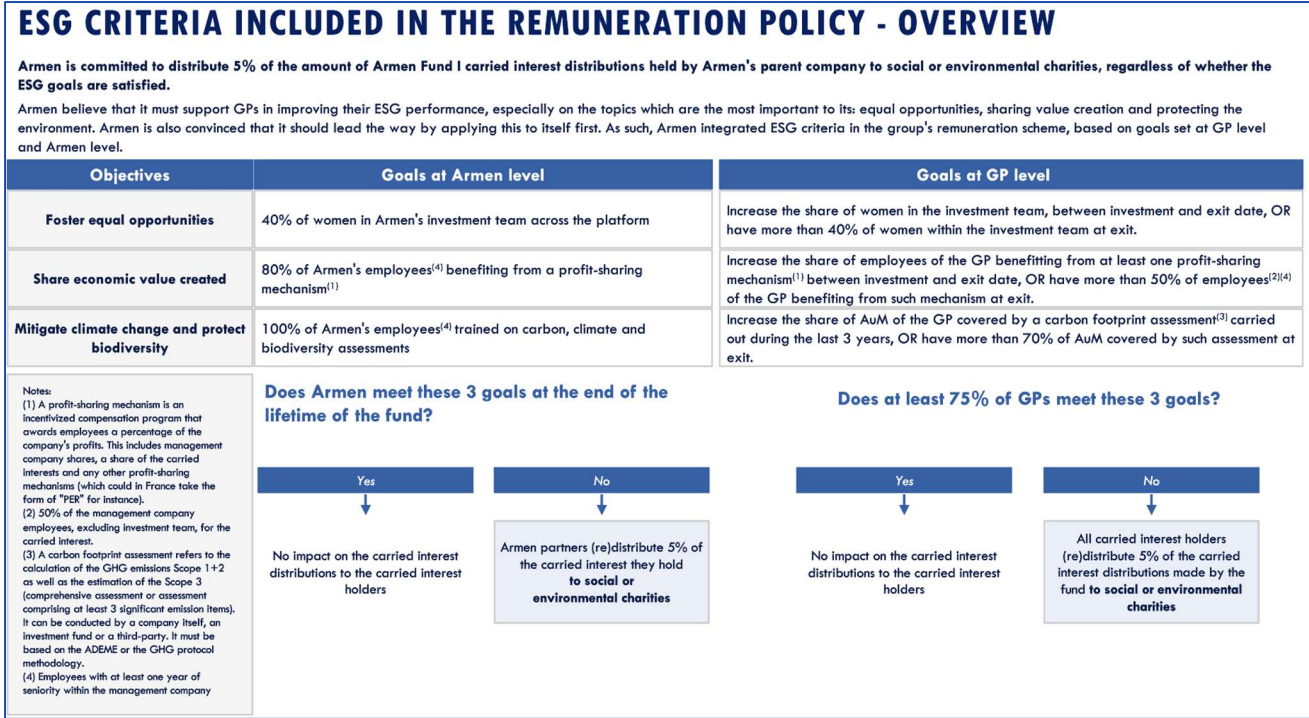 ESG CRITERIA INCLUDED IN THE REMUNERATION POLICY - OVERVIEW
Armen is committed to distribute 5% of the amount of Armen Fund I carried interest distributions held by Armen's parent company to social or environmental charities, regardless of whether the
ESG goals are satisfied.
Armen believe that it must support GPs in improving their ESG performance, especially on the topics which are the most important to its: equal opportunities, sharing value creation and protecting the
environment. Armen is also convinced that it should lead the way by applying this to itself first. As such, Armen integrated ESG criteria in the group's remuneration scheme, based on goals set at GP level
and Armen level.
Objectives
Goals at Armen level
Goals at GP level
Foster equal opportunities
40% of women in Armen's investment team across the platform
Increase the share of women in the investment team, between investment and exit date, OR
have more than 40% of women within the investment team at exit.
Share economic value created
80% of Armen's employees(4) benefiting from a profit-sharing
mechanism(1)
Increase the share of employees of the GP benefitting from at least one profit-sharing
mechanism(1) between investment and exit date, OR have more than 50% of employees(2)(4)
of the GP benefiting from such mechanism at exit.
Mitigate climate change and protect
biodiversity
100% of Armen's employees(4) trained on carbon, climate and
biodiversity assessments
Increase the share of AuM of the GP covered by a carbon footprint assessment(3) carried
out during the last 3 years, OR have more than 70% of AuM covered by such assessment at
exit.
Notes:
(1) A profit-sharing mechanism is an
incentivized compensation program that
awards employees a percentage of the
company's profits. This includes management
company shares, a share of the carried
interests and any other profit-sharing
mechanisms (which could in France take the
form of "PER" for instance).
(2) 50% of the management company
employees, excluding investment team, for the
carried interest.
(3) A carbon footprint assessment refers to the
calculation of the GHG emissions Scope 1+2
as well as the estimation of the Scope 3
(comprehensive assessment or assessment
comprising at least 3 significant emission items).
It can be conducted by a company itself, an
investment fund or a third-party. It must be
based on the ADEME or the GHG protocol
methodology.
(4) Employees with at least one year of
seniority within the management company
Does Armen meet these 3 goals at the end of the
lifetime of the fund?
Yes
No
No impact on the carried interest
distributions to the carried interest
holders
Armen partners (re)distribute 5% of
the carried interest they hold
to social or
environmental charities
Does at least 75% of GPs meet these 3 goals?
Yes
No
No impact on the carried interest
distributions to the carried interest
holders
All carried interest holders
(re)distribute 5% of the carried
interest distributions made by the
fund to social or environmental
charities